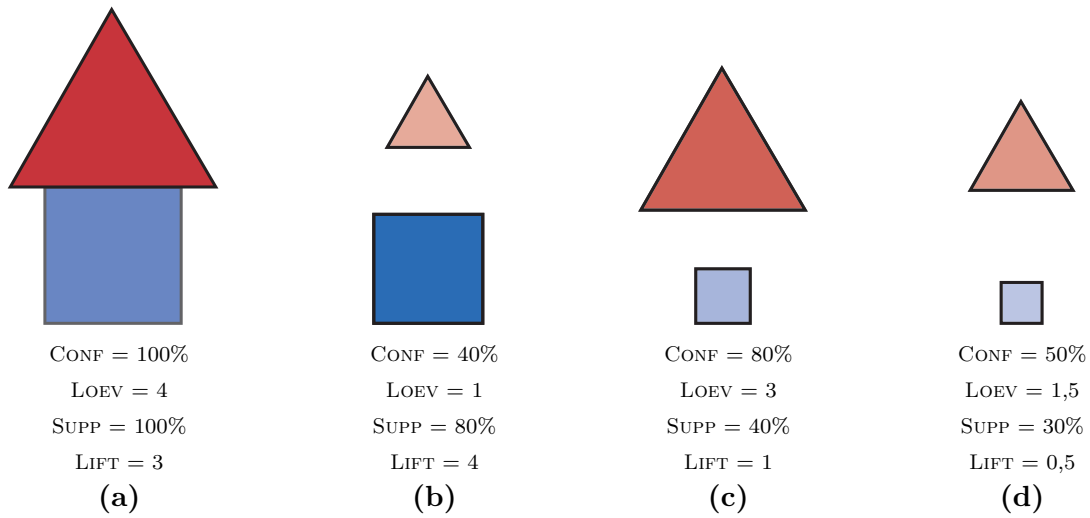 CONF = 100%
LOEV = 4
SUPP = 100%
LIFT = 3
(a)
CONF = 40%
LOEV = 1
SUPP = 80%
LIFT = 4
(b)
CONF = 80%
LOEV = 3
SUPP = 40%
LIFT = 1
(c)
CONF = 50%
LOEV = 1,5
SUPP = 30%
LIFT = 0,5
(d)